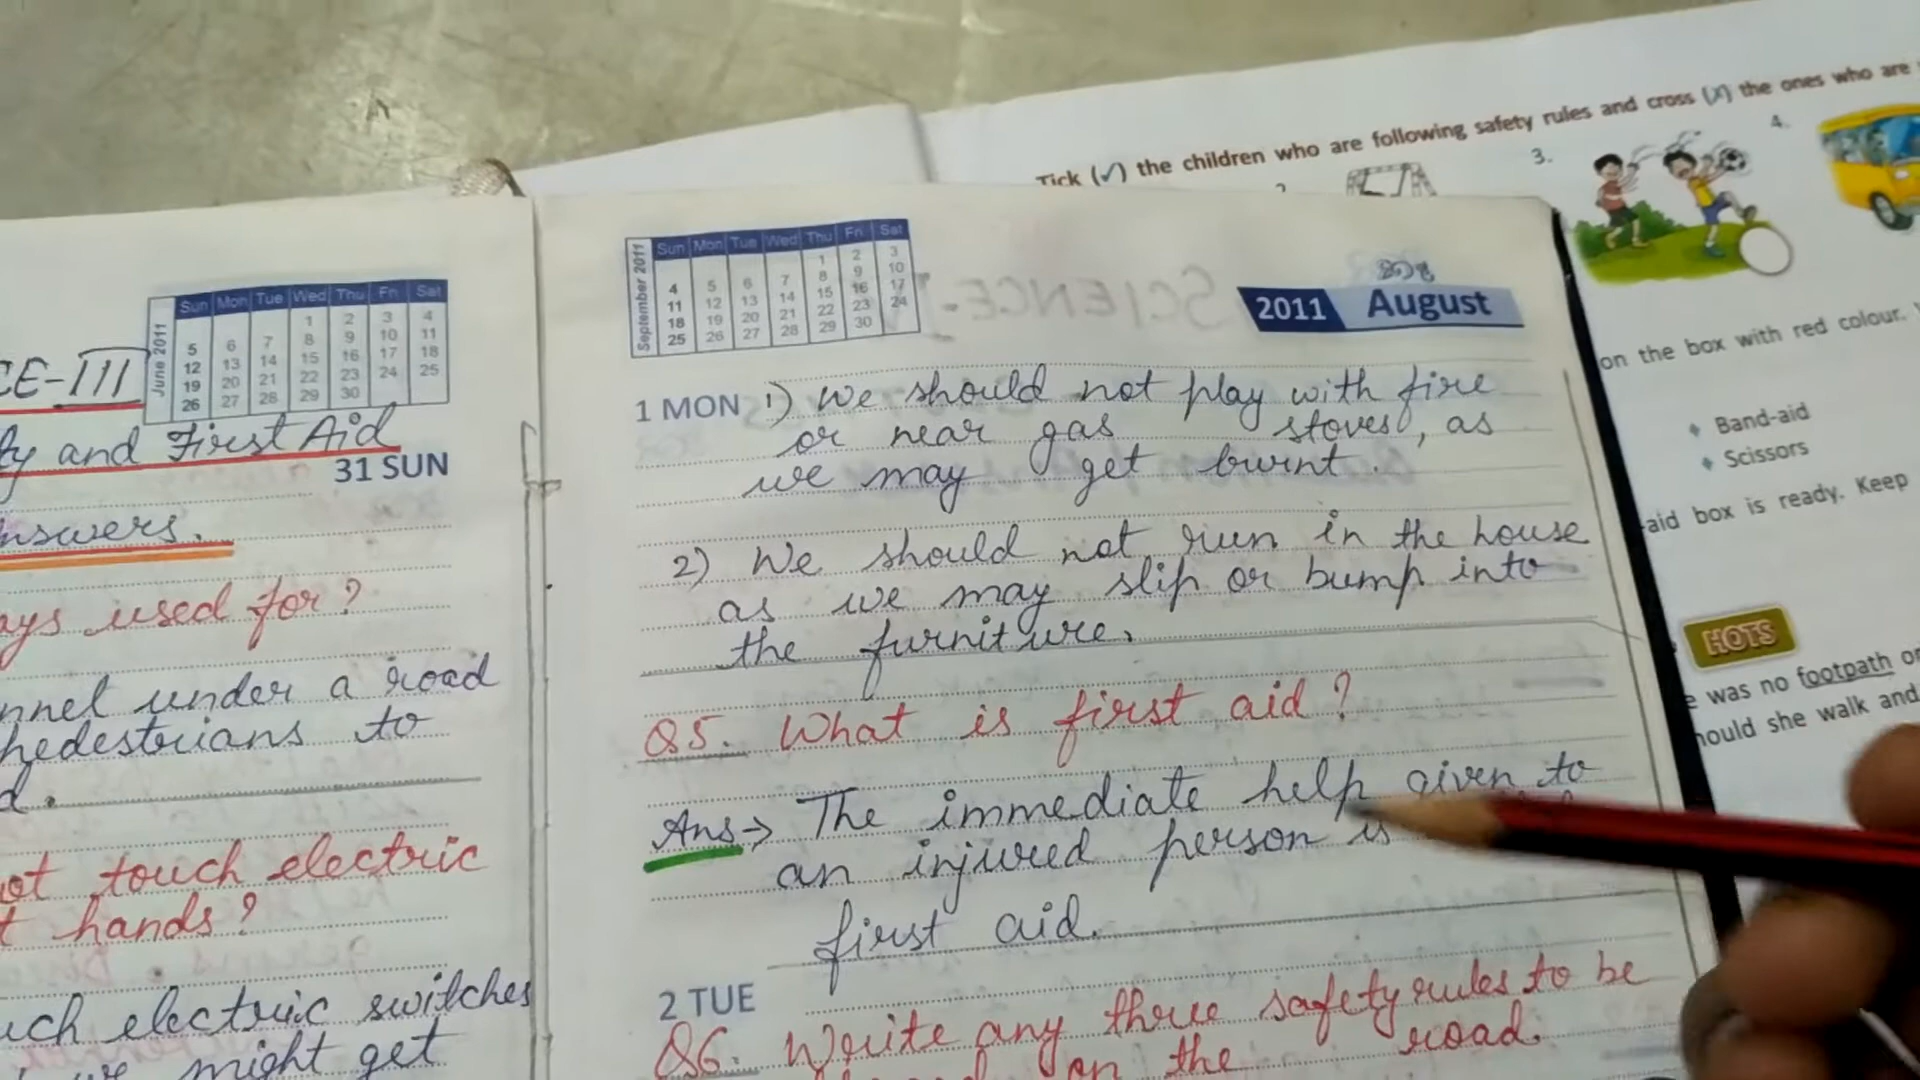 Tick (✓) the children who are following safety rules and cross (X) the ones who are
3.
4.
on the box with red colour.
Band-aid
Scissors
aid box is ready. Keep
HOTS
was no footpath or
hould she walk and
June 2011
Sun Mon Tue Wed Thu Fri Sat
1 2 3 4
5 6 7 8 9 10 11
12 13 14 15 16 17 18
19 20 21 22 23 24 25
26 27 28 29 30
CE-III
ty and First Aid
31 SUN
nswers.
ays used for?
nnel under a road
pedestrians to
d.
ot touch electric
t hands?
uch electric switches
we might get
September 2011
Sun Mon Tue Wed Thu Fri Sat
1 2 3
4 5 6 7 8 9 10
11 12 13 14 15 16 17
18 19 20 21 22 23 24
25 26 27 28 29 30
2011 August
1 MON 1) We should not play with fire
or near gas stoves, as
we may get burnt.
2) We should not run in the house
as we may slip or bump into
the furniture.
Q5. What is first aid?
Ans→ The immediate help given to
an injured person is
first aid.
2 TUE
Q6. Write any three safety rules to be
on the road.